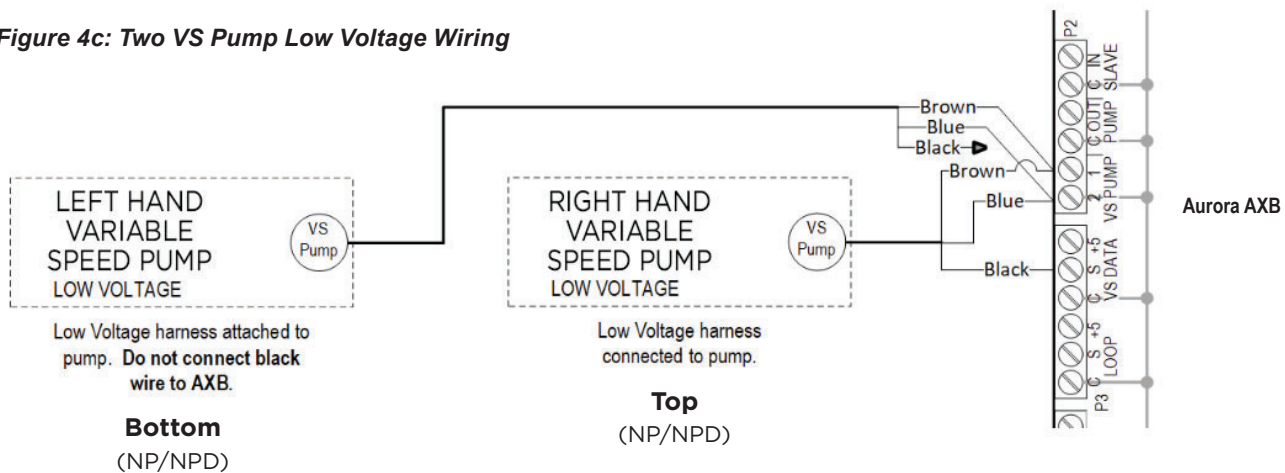 Figure 4c: Two VS Pump Low Voltage Wiring
LEFT HAND
VARIABLE
SPEED PUMP
LOW VOLTAGE
VS
Pump
Low Voltage harness attached to
pump. Do not connect black
wire to AXB.
Bottom
(NP/NPD)
RIGHT HAND
VARIABLE
SPEED PUMP
LOW VOLTAGE
VS
Pump
Low Voltage harness
connected to pump.
Top
(NP/NPD)
Brown
Blue
Black
Brown
Blue
Black
P2
C IN
SLAVE
C OUT
PUMP
2 1
VS PUMP
C S +5
VS DATA
C S +5
LOOP
P3
Aurora AXB